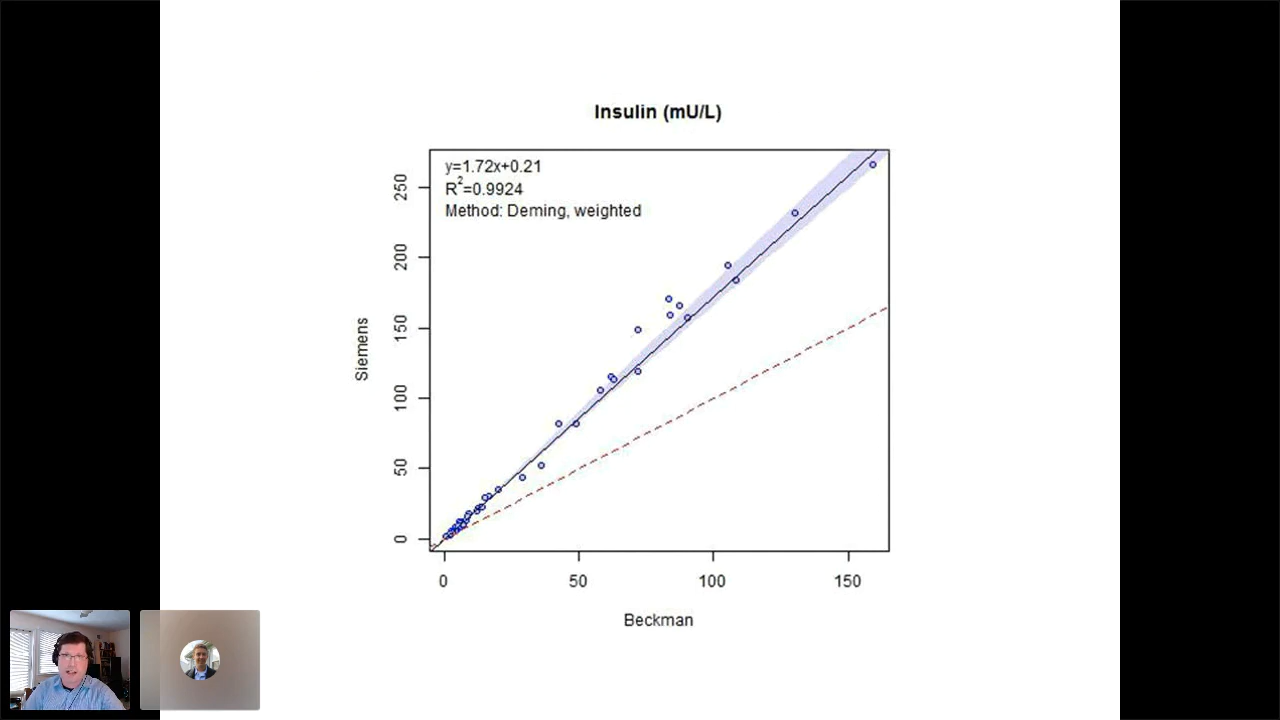 Insulin (mU/L)
y=1.72x+0.21
R²=0.9924
Method: Deming, weighted
250
200
150
100
50
0
Siemens
0 50 100 150
Beckman